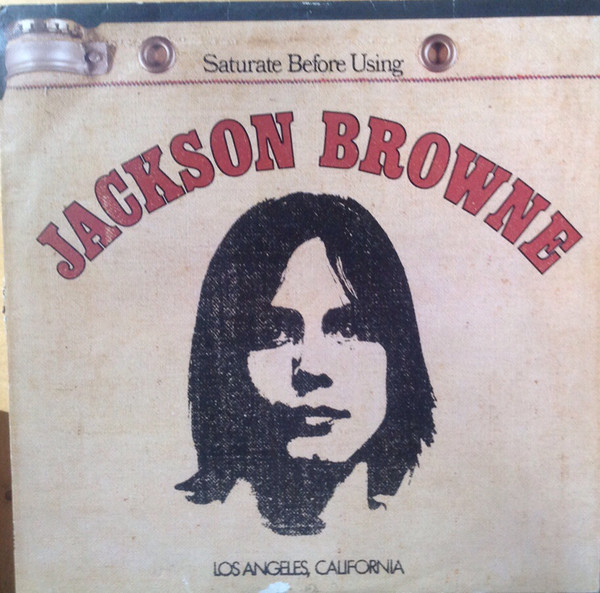 Saturate Before Using
JACKSON BROWNE
LOS ANGELES, CALIFORNIA